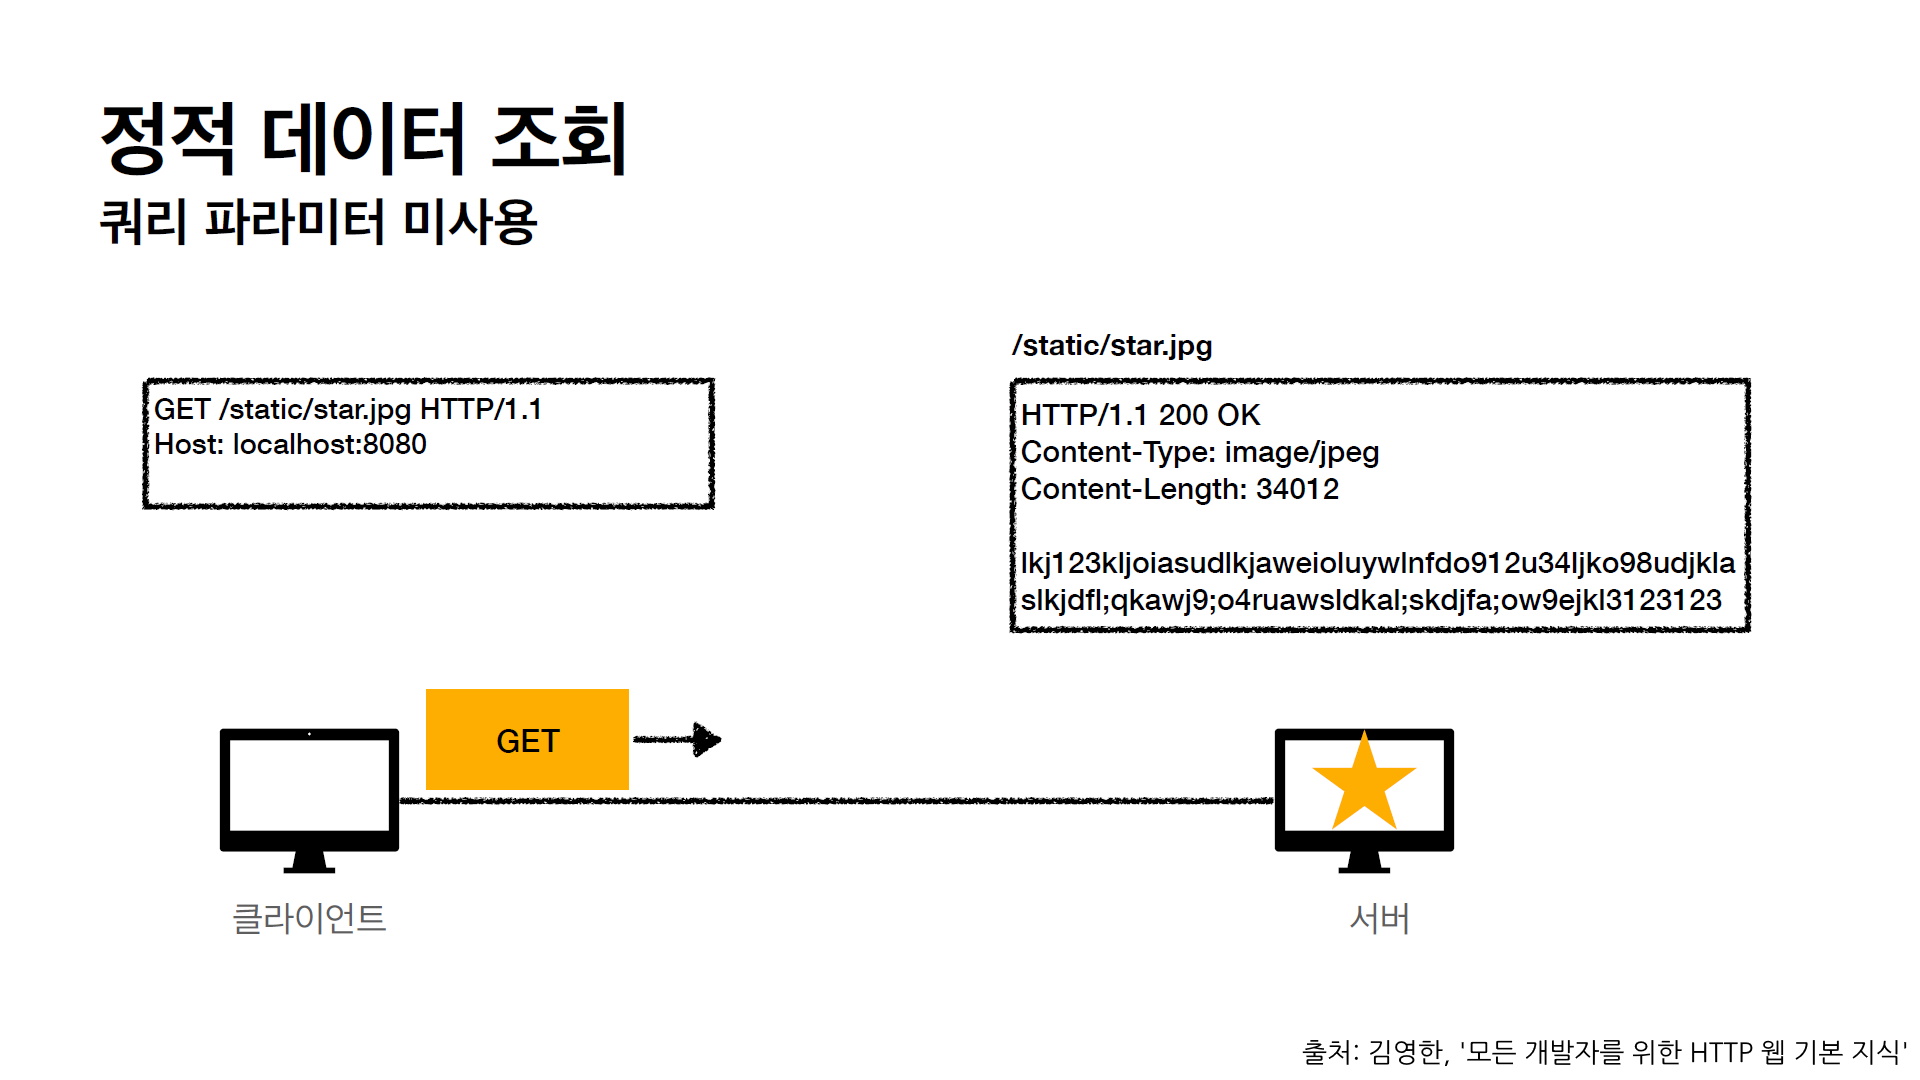 정적 데이터 조회
쿼리 파라미터 미사용
/static/star.jpg
GET /static/star.jpg HTTP/1.1
Host: localhost:8080
HTTP/1.1 200 OK
Content-Type: image/jpeg
Content-Length: 34012
lkj123kljoiasudlkjaweioluywlnfdo912u34ljko98udjkla
slkjdfl;qkawj9;o4ruawsldkal;skdjfa;ow9ejkl3123123
GET
클라이언트
서버
출처: 김영한, '모든 개발자를 위한 HTTP 웹 기본 지식'